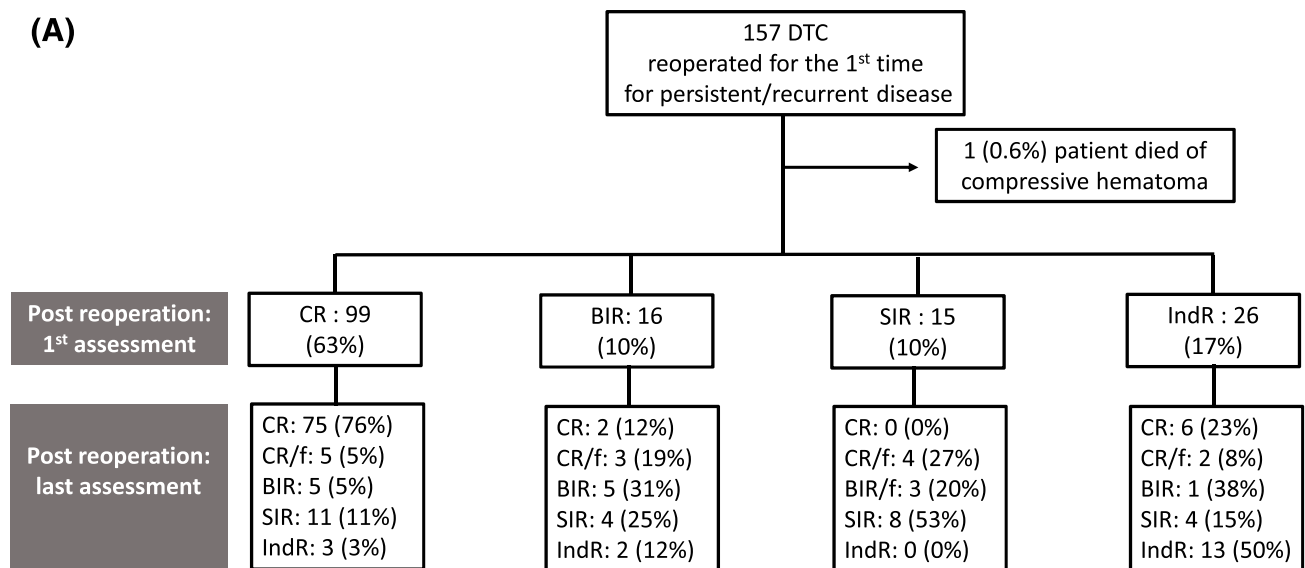 (A)
157 DTC
reoperated for the 1st time
for persistent/recurrent disease
1 (0.6%) patient died of
compressive hematoma
Post reoperation:
1st assessment
CR : 99
(63%)
BIR: 16
(10%)
SIR : 15
(10%)
IndR : 26
(17%)
Post reoperation:
last assessment
CR: 75 (76%)
CR/f: 5 (5%)
BIR: 5 (5%)
SIR: 11 (11%)
IndR: 3 (3%)
CR: 2 (12%)
CR/f: 3 (19%)
BIR: 5 (31%)
SIR: 4 (25%)
IndR: 2 (12%)
CR: 0 (0%)
CR/f: 4 (27%)
BIR/f: 3 (20%)
SIR: 8 (53%)
IndR: 0 (0%)
CR: 6 (23%)
CR/f: 2 (8%)
BIR: 1 (38%)
SIR: 4 (15%)
IndR: 13 (50%)